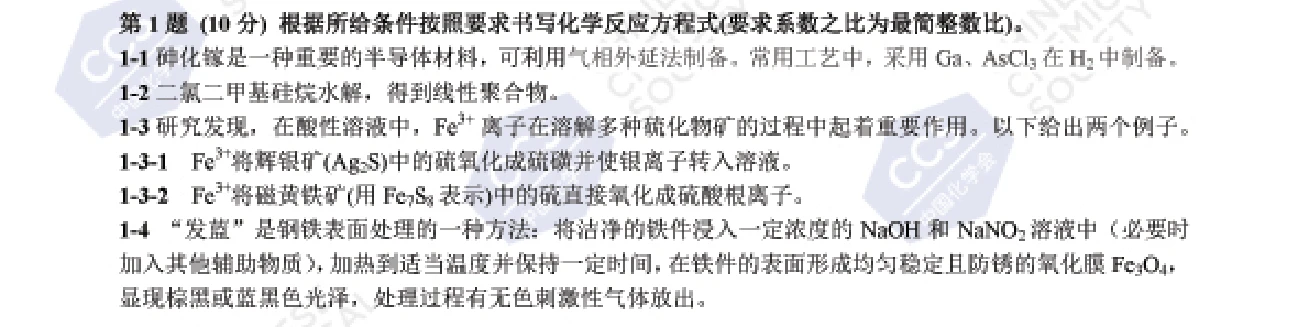 第 1 题 (10 分) 根据所给条件按照要求书写化学反应方程式(要求系数之比为最简整数比)。
1-1 砷化镓是一种重要的半导体材料，可利用气相外延法制备。常用工艺中，采用 Ga、AsCl₃ 在 H₂ 中制备。
1-2 二氯二甲基硅烷水解，得到线性聚合物。
1-3 研究发现，在酸性溶液中，Fe³⁺ 离子在溶解多种硫化物矿的过程中起着重要作用。以下给出两个例子。
1-3-1 Fe³⁺将辉银矿(Ag₂S)中的硫氧化成硫磺并使银离子转入溶液。
1-3-2 Fe³⁺将磁黄铁矿(用 Fe₇S₈ 表示)中的硫直接氧化成硫酸根离子。
1-4 “发蓝”是钢铁表面处理的一种方法：将洁净的铁件浸入一定浓度的 NaOH 和 NaNO₂ 溶液中（必要时
加入其他辅助物质），加热到适当温度并保持一定时间，在铁件的表面形成均匀稳定且防锈的氧化膜 Fe₃O₄，
显现棕黑或蓝黑色光泽，处理过程有无色刺激性气体放出。